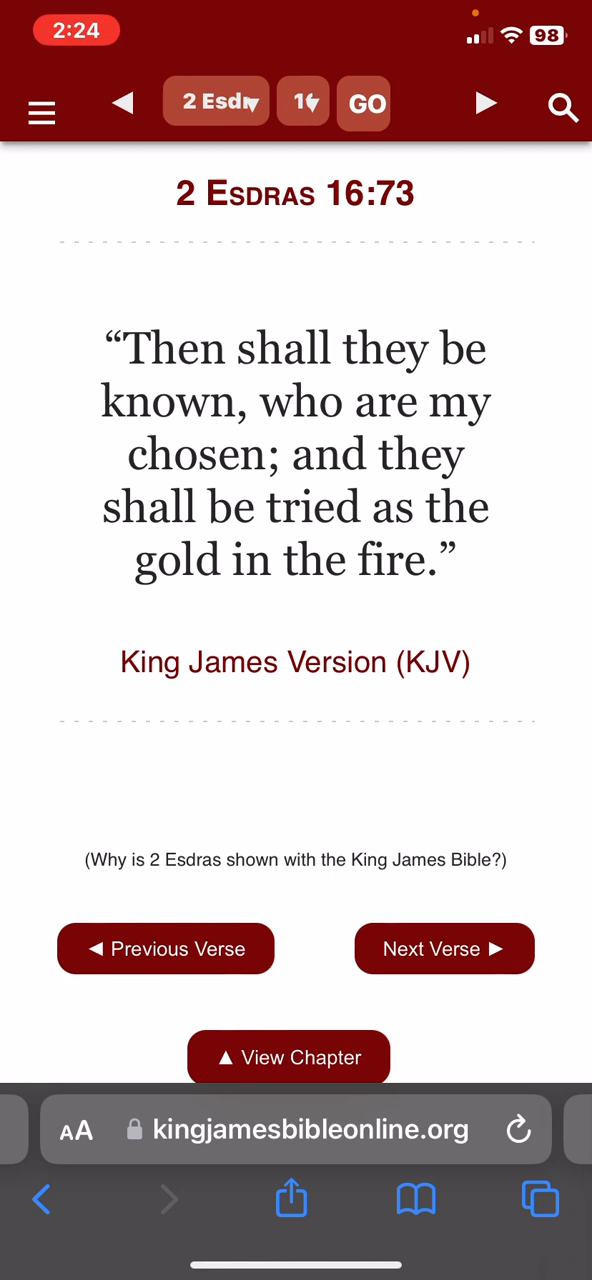 2:24
98
2 Esdr
GO
2 Esdras 16:73
“Then shall they be
known, who are my
chosen; and they
shall be tried as the
gold in the fire.”
King James Version (KJV)
(Why is 2 Esdras shown with the King James Bible?)
◄ Previous Verse
Next Verse ►
▲ View Chapter
AA kingjamesbibleonline.org